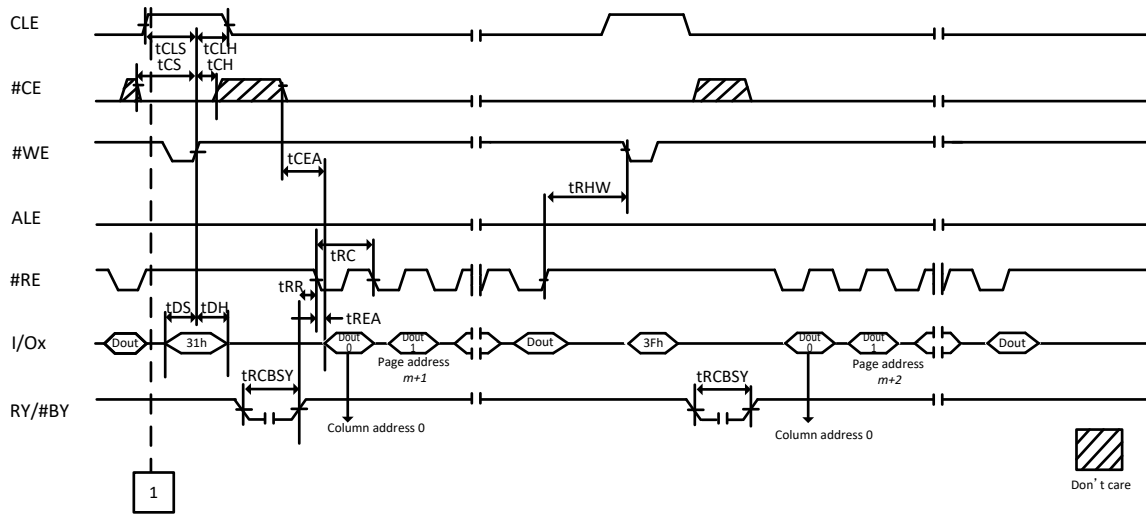 CLE
tCLS tCLH
tCS tCH
#CE
#WE
tCEA
tRHW
ALE
tRC
#RE
tRR
tDS tDH
tREA
I/Ox
Dout 31h Dout 0 Dout 1 Dout 3Fh Dout 0 Dout 1 Dout
Page address
m+1
Page address
m+2
tRCBSY tRCBSY
RY/#BY
Column address 0 Column address 0
1
Don’t care